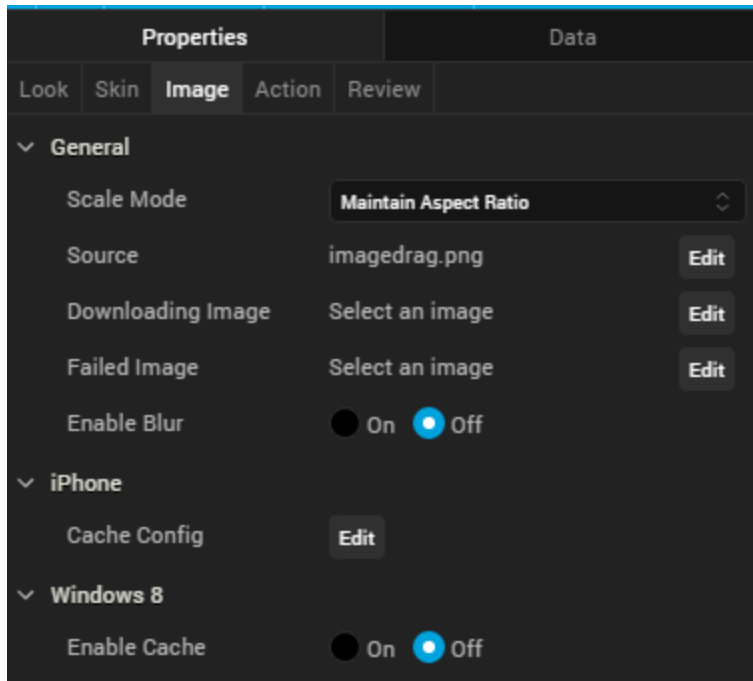 Properties Data
Look Skin Image Action Review
General
Scale Mode Maintain Aspect Ratio
Source imagedrag.png Edit
Downloading Image Select an image Edit
Failed Image Select an image Edit
Enable Blur On Off
iPhone
Cache Config Edit
Windows 8
Enable Cache On Off